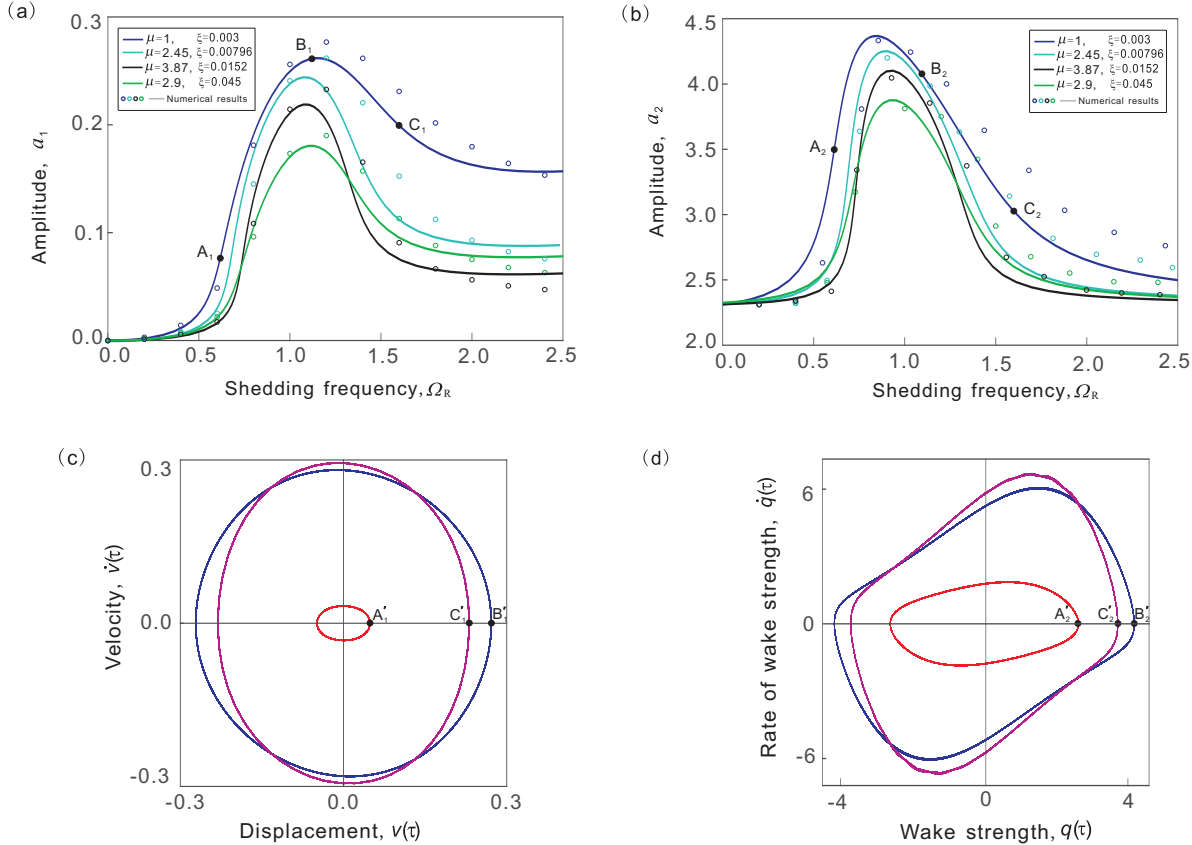 (a)
0.3
0.2
0.1
0.0
Amplitude, a₁
μ=1, ξ=0.003
μ=2.45, ξ=0.00796
μ=3.87, ξ=0.0152
μ=2.9, ξ=0.045
Numerical results
A₁
B₁
C₁
0.0 0.5 1.0 1.5 2.0 2.5
Shedding frequency, Ω_R
(b)
4.5
4.0
3.5
3.0
2.5
2.0
Amplitude, a₂
μ=1, ξ=0.003
μ=2.45, ξ=0.00796
μ=3.87, ξ=0.0152
μ=2.9, ξ=0.045
Numerical results
A₂
B₂
C₂
0.0 0.5 1.0 1.5 2.0 2.5
Shedding frequency, Ω_R
(c)
0.3
0.0
-0.3
Velocity, v̇(τ)
A₁′ C₁′ B₁′
-0.3 0.0 0.3
Displacement, v(τ)
(d)
6
0
-6
Rate of wake strength, q̇(τ)
A₂′ C₂′ B₂′
-4 0 4
Wake strength, q(τ)